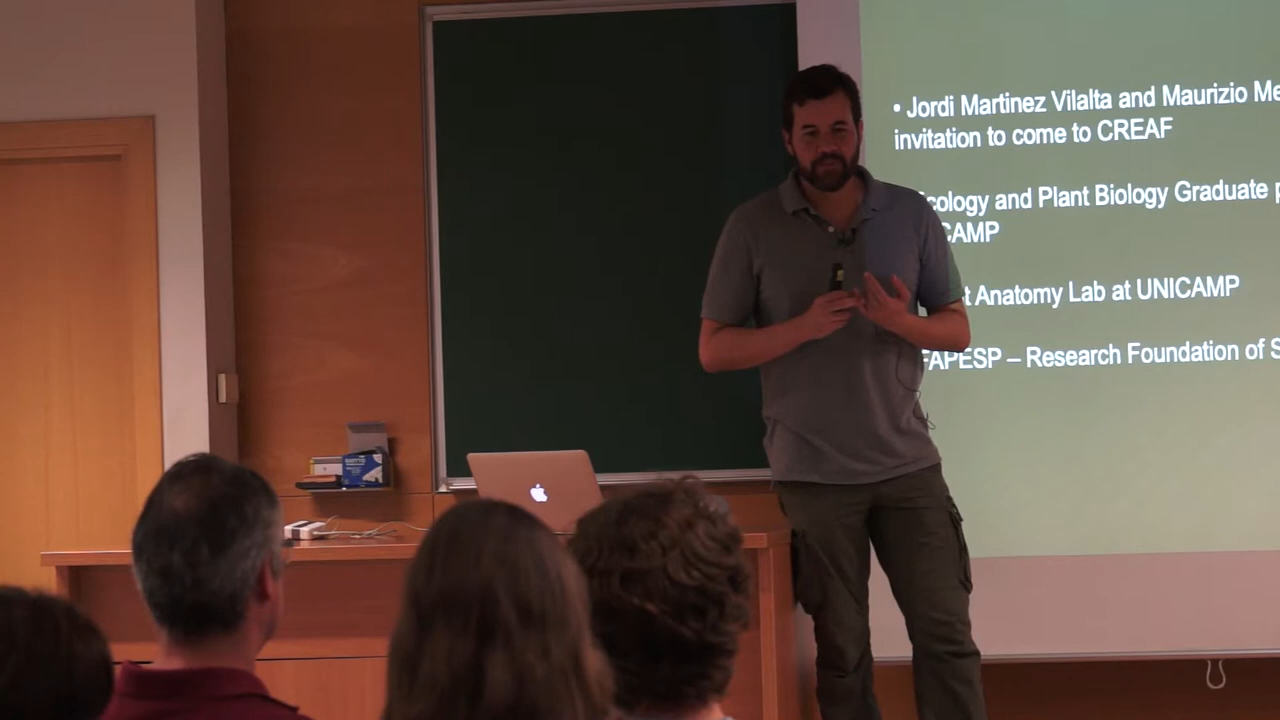 • Jordi Martinez Vilalta and Maurizio Me
invitation to come to CREAF
cology and Plant Biology Graduate p
CAMP
t Anatomy Lab at UNICAMP
FAPESP – Research Foundation of S